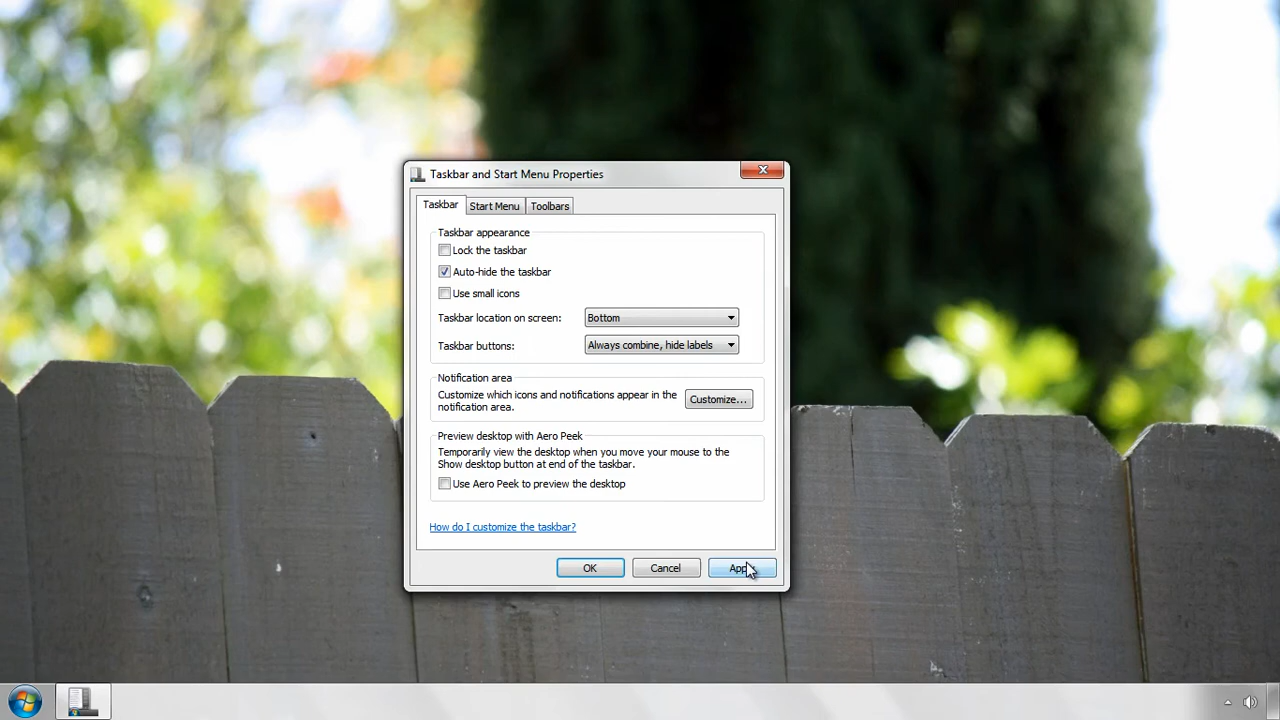 Taskbar and Start Menu Properties
Taskbar
Start Menu
Toolbars
Taskbar appearance
Lock the taskbar
Auto-hide the taskbar
Use small icons
Taskbar location on screen:
Bottom
Taskbar buttons:
Always combine, hide labels
Notification area
Customize which icons and notifications appear in the
notification area.
Customize...
Preview desktop with Aero Peek
Temporarily view the desktop when you move your mouse to the
Show desktop button at end of the taskbar.
Use Aero Peek to preview the desktop
How do I customize the taskbar?
OK
Cancel